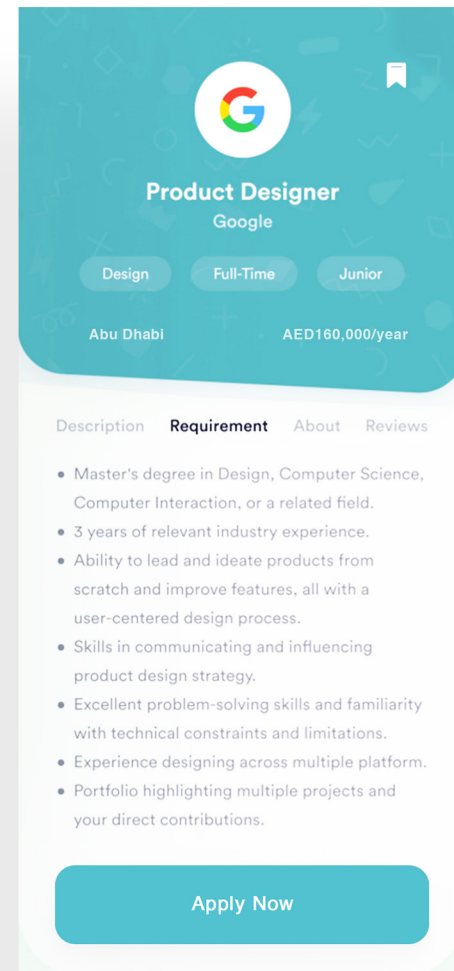 Product Designer
Google
Design Full-Time Junior
Abu Dhabi AED160,000/year
Description Requirement About Reviews
• Master's degree in Design, Computer Science,
Computer Interaction, or a related field.
• 3 years of relevant industry experience.
• Ability to lead and ideate products from
scratch and improve features, all with a
user-centered design process.
• Skills in communicating and influencing
product design strategy.
• Excellent problem-solving skills and familiarity
with technical constraints and limitations.
• Experience designing across multiple platform.
• Portfolio highlighting multiple projects and
your direct contributions.
Apply Now